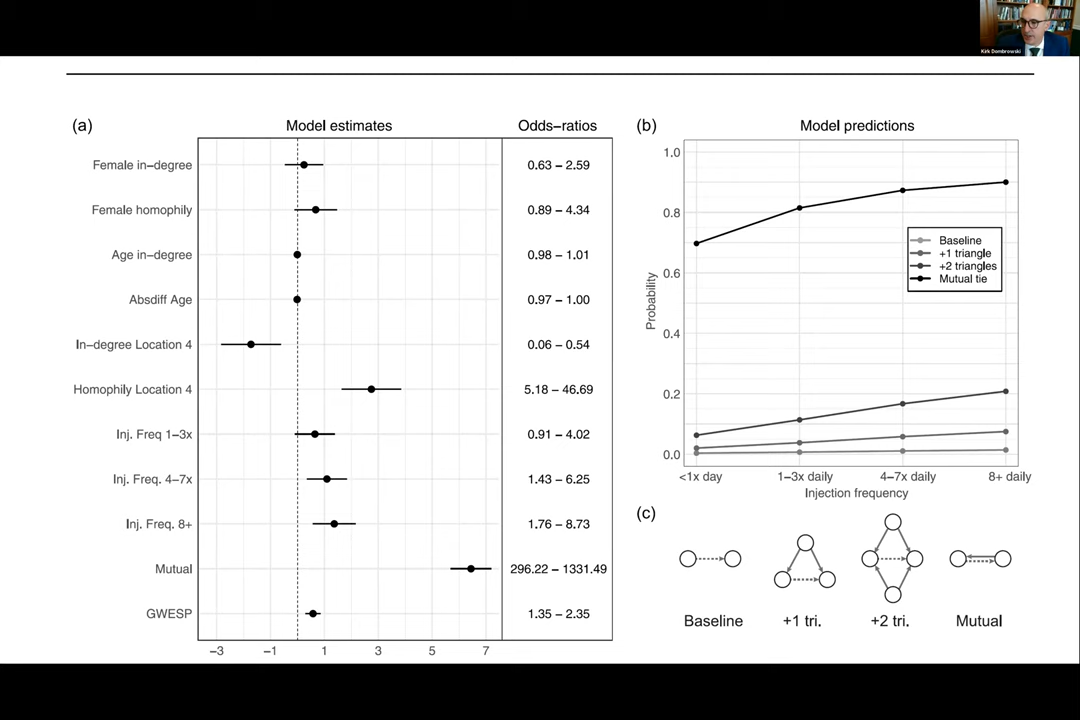 Kirk Dombrowski
(a)
Model estimates
Odds−ratios
Female in−degree
0.63 − 2.59
Female homophily
0.89 − 4.34
Age in−degree
0.98 − 1.01
Absdiff Age
0.97 − 1.00
In−degree Location 4
0.06 − 0.54
Homophily Location 4
5.18 − 46.69
Inj. Freq 1−3x
0.91 − 4.02
Inj. Freq. 4−7x
1.43 − 6.25
Inj. Freq. 8+
1.76 − 8.73
Mutual
296.22 − 1331.49
GWESP
1.35 − 2.35
−3
−1
1
3
5
7
(b)
Model predictions
Probability
1.0
0.8
0.6
0.4
0.2
0.0
Baseline
+1 triangle
+2 triangles
Mutual tie
<1x day
1−3x daily
4−7x daily
8+ daily
Injection frequency
(c)
Baseline
+1 tri.
+2 tri.
Mutual